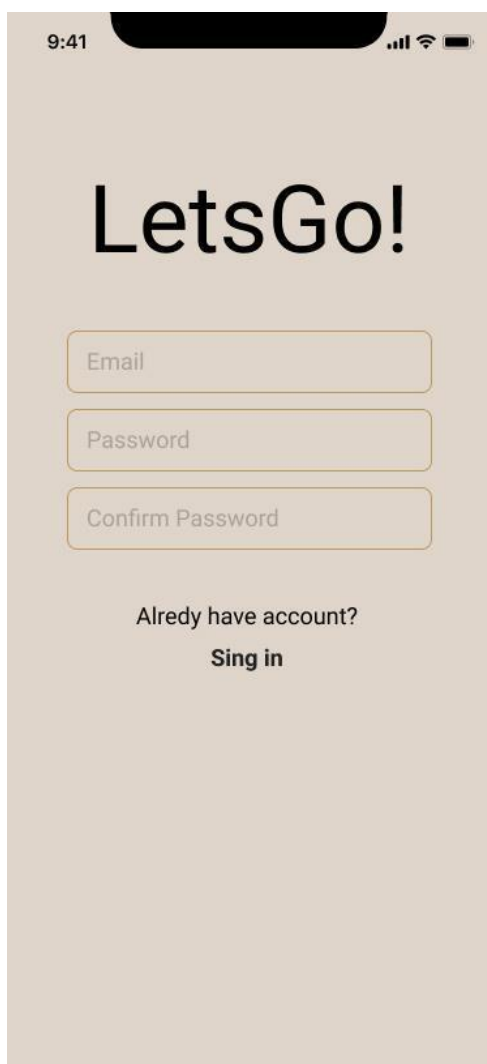 9:41
LetsGo!
Email
Password
Confirm Password
Alredy have account?
Sing in